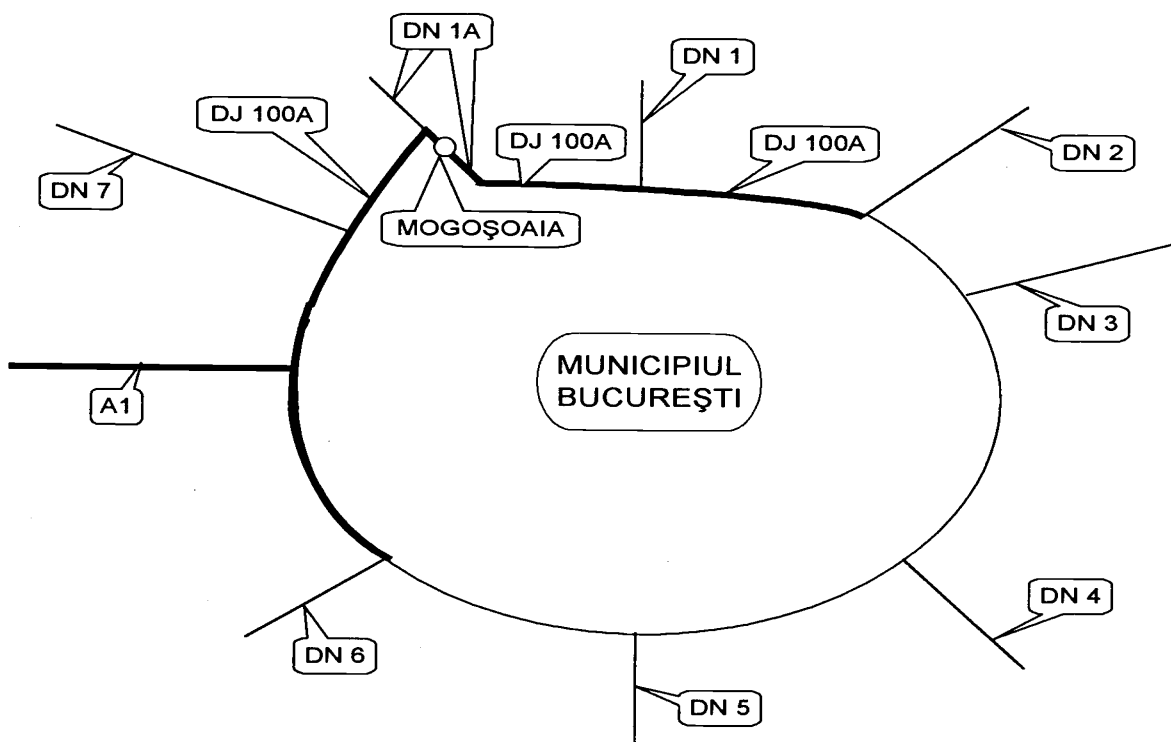 DN 1A
DN 1
DJ 100A
DJ 100A
DJ 100A
DN 2
DN 7
MOGOŞOAIA
DN 3
MUNICIPIUL
BUCUREŞTI
A1
DN 4
DN 6
DN 5